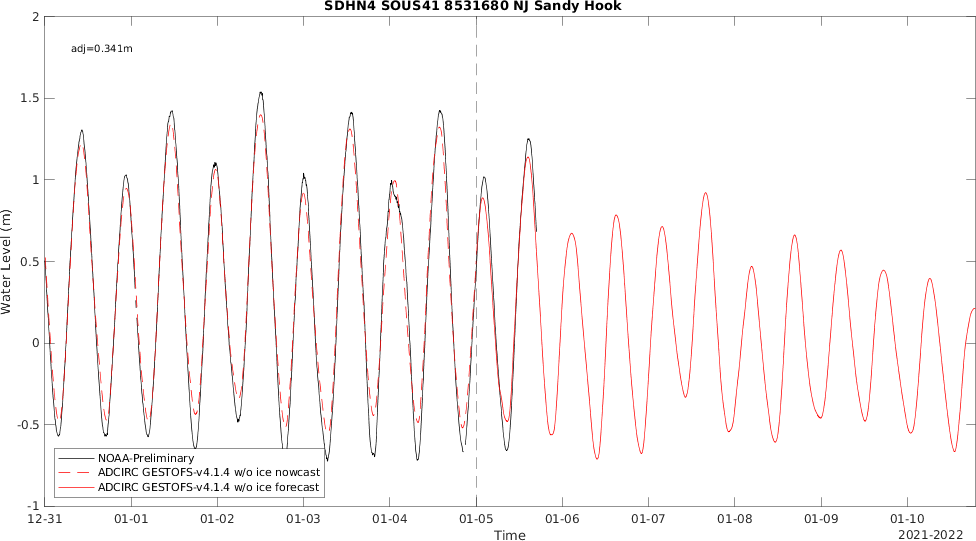 SDHN4 SOUS41 8531680 NJ Sandy Hook
2
adj=0.341m
1.5
1
0.5
0
-0.5
-1
Water Level (m)
NOAA-Preliminary
ADCIRC GESTOFS-v4.1.4 w/o ice nowcast
ADCIRC GESTOFS-v4.1.4 w/o ice forecast
12-31 01-01 01-02 01-03 01-04 01-05 01-06 01-07 01-08 01-09 01-10
Time
2021-2022